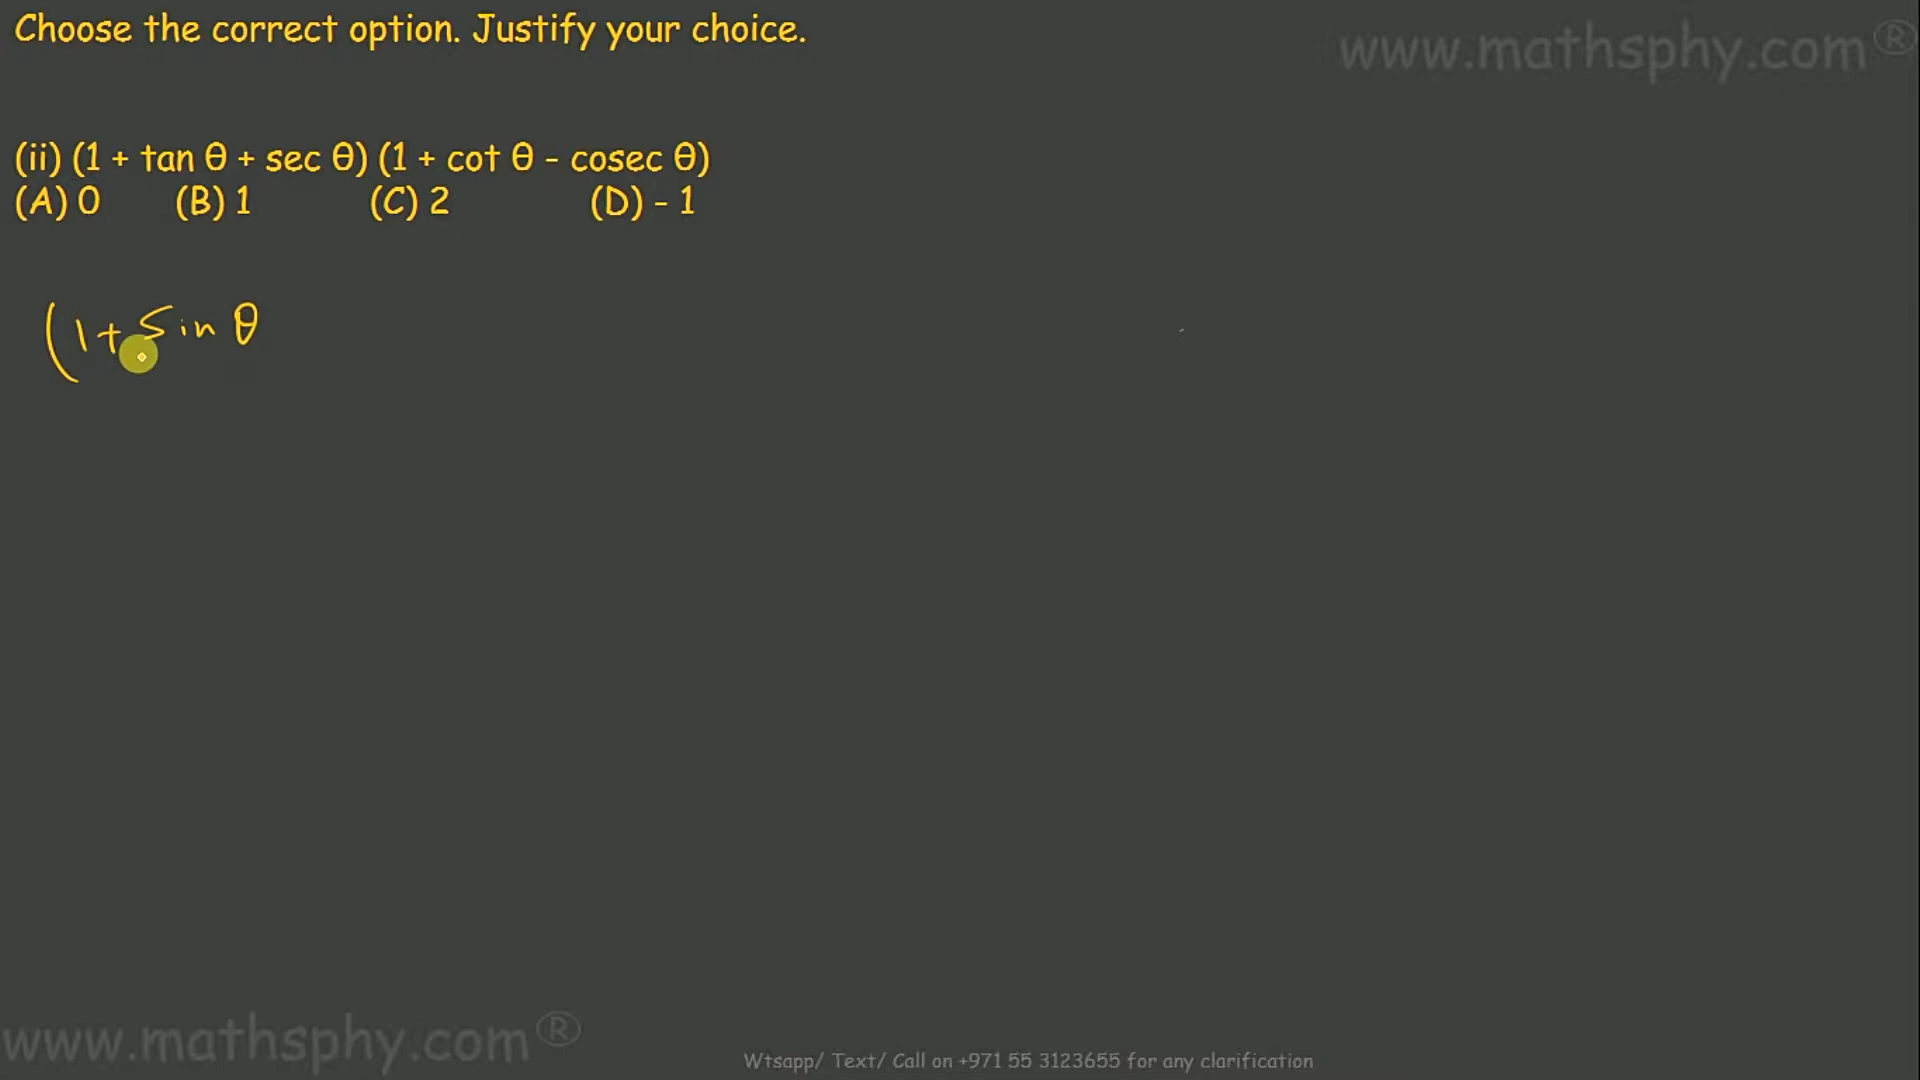 Choose the correct option. Justify your choice.
www.mathsphy.com®
(ii) (1 + tan θ + sec θ) (1 + cot θ - cosec θ)
(A) 0 (B) 1 (C) 2 (D) - 1
(1+ Sin θ
www.mathsphy.com®
Wtsapp/ Text/ Call on +971 55 3123655 for any clarification